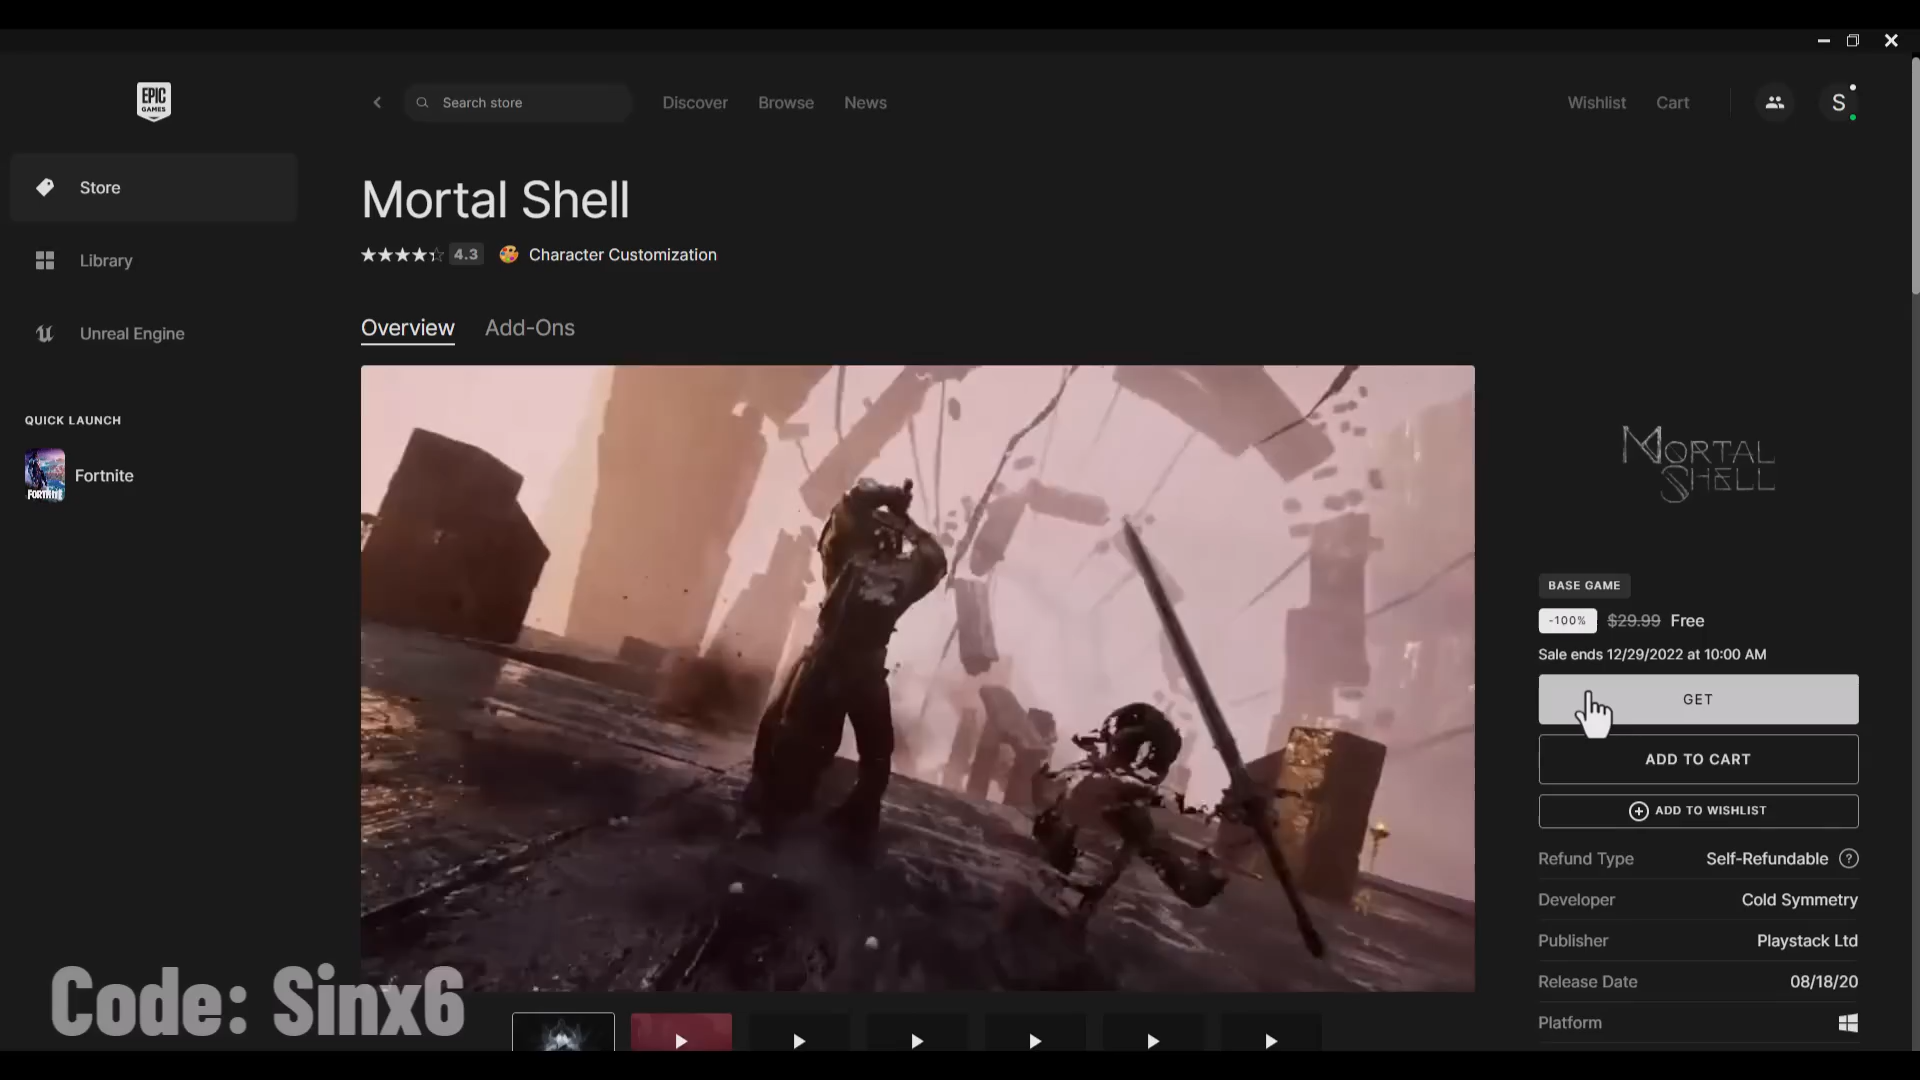 EPIC
GAMES
Search store
Discover
Browse
News
Wishlist
Cart
S
Store
Library
Unreal Engine
QUICK LAUNCH
FORTNITE
Fortnite
Mortal Shell
4.3
Character Customization
Overview
Add-Ons
MORTAL
SHELL
BASE GAME
-100% $29.99 Free
Sale ends 12/29/2022 at 10:00 AM
GET
ADD TO CART
ADD TO WISHLIST
Refund Type Self-Refundable ?
Developer Cold Symmetry
Publisher Playstack Ltd
Release Date 08/18/20
Platform
Code: Sinx6